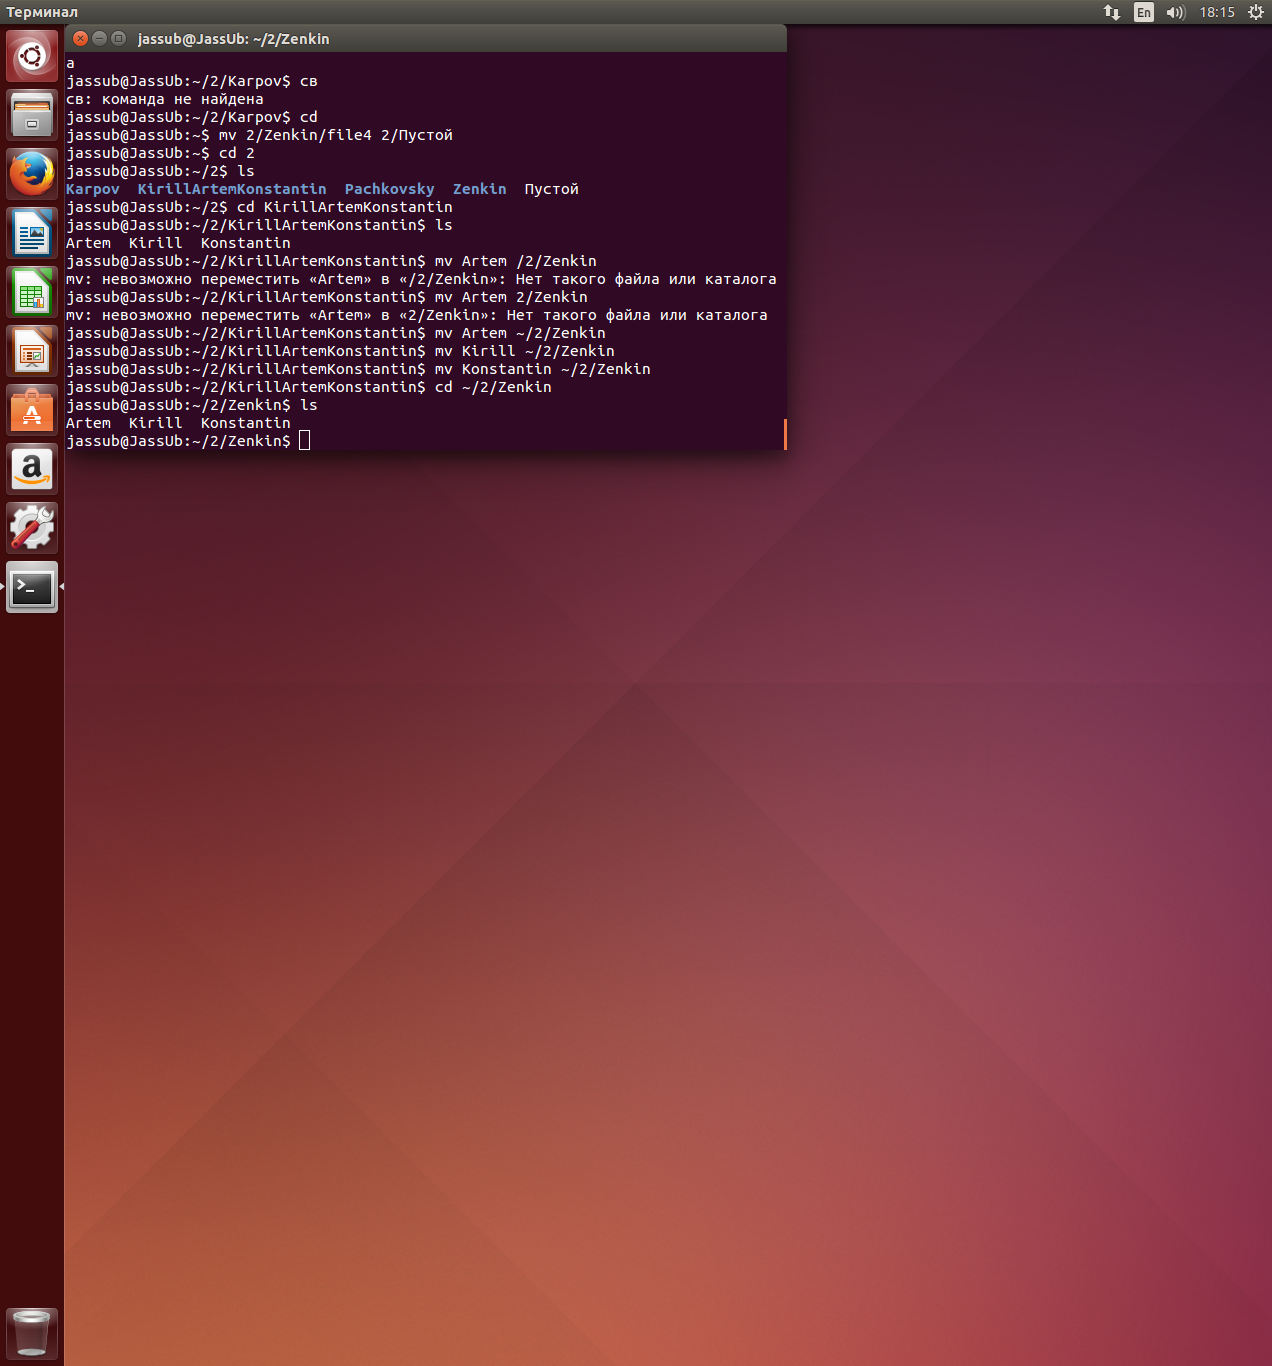 Терминал
En
18:15
jassub@JassUb: ~/2/Zenkin
а
jassub@JassUb:~/2/Karpov$ св
св: команда не найдена
jassub@JassUb:~/2/Karpov$ cd
jassub@JassUb:~$ mv 2/Zenkin/file4 2/Пустой
jassub@JassUb:~$ cd 2
jassub@JassUb:~/2$ ls
Karpov  KirillArtemKonstantin  Pachkovsky  Zenkin  Пустой
jassub@JassUb:~/2$ cd KirillArtemKonstantin
jassub@JassUb:~/2/KirillArtemKonstantin$ ls
Artem  Kirill  Konstantin
jassub@JassUb:~/2/KirillArtemKonstantin$ mv Artem /2/Zenkin
mv: невозможно переместить «Artem» в «/2/Zenkin»: Нет такого файла или каталога
jassub@JassUb:~/2/KirillArtemKonstantin$ mv Artem 2/Zenkin
mv: невозможно переместить «Artem» в «2/Zenkin»: Нет такого файла или каталога
jassub@JassUb:~/2/KirillArtemKonstantin$ mv Artem ~/2/Zenkin
jassub@JassUb:~/2/KirillArtemKonstantin$ mv Kirill ~/2/Zenkin
jassub@JassUb:~/2/KirillArtemKonstantin$ mv Konstantin ~/2/Zenkin
jassub@JassUb:~/2/KirillArtemKonstantin$ cd ~/2/Zenkin
jassub@JassUb:~/2/Zenkin$ ls
Artem  Kirill  Konstantin
jassub@JassUb:~/2/Zenkin$